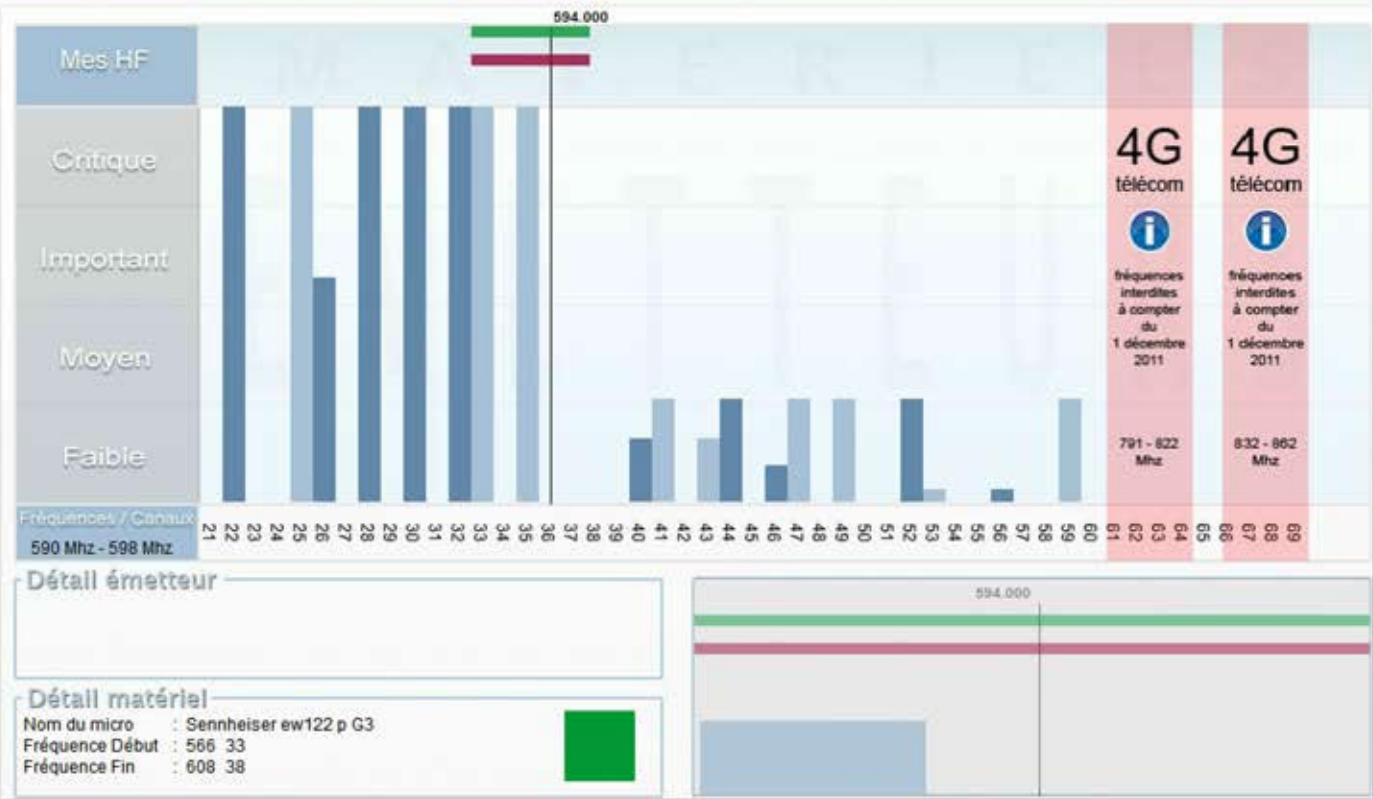 594.000
Mes HF
Critique
Important
Moyen
Faible
4G
télécom
fréquences
interdites
à compter
du
1 décembre
2011
791 - 822
Mhz
4G
télécom
fréquences
interdites
à compter
du
1 décembre
2011
832 - 862
Mhz
Fréquences / Canaux
590 Mhz - 598 Mhz
21 22 23 24 25 26 27 28 29 30 31 32 33 34 35 36 37 38 39 40 41 42 43 44 45 46 47 48 49 50 51 52 53 54 55 56 57 58 59 60 61 62 63 64 65 66 67 68 69
Détail émetteur
594.000
Détail matériel
Nom du micro : Sennheiser ew122 p G3
Fréquence Début : 566 33
Fréquence Fin : 608 38